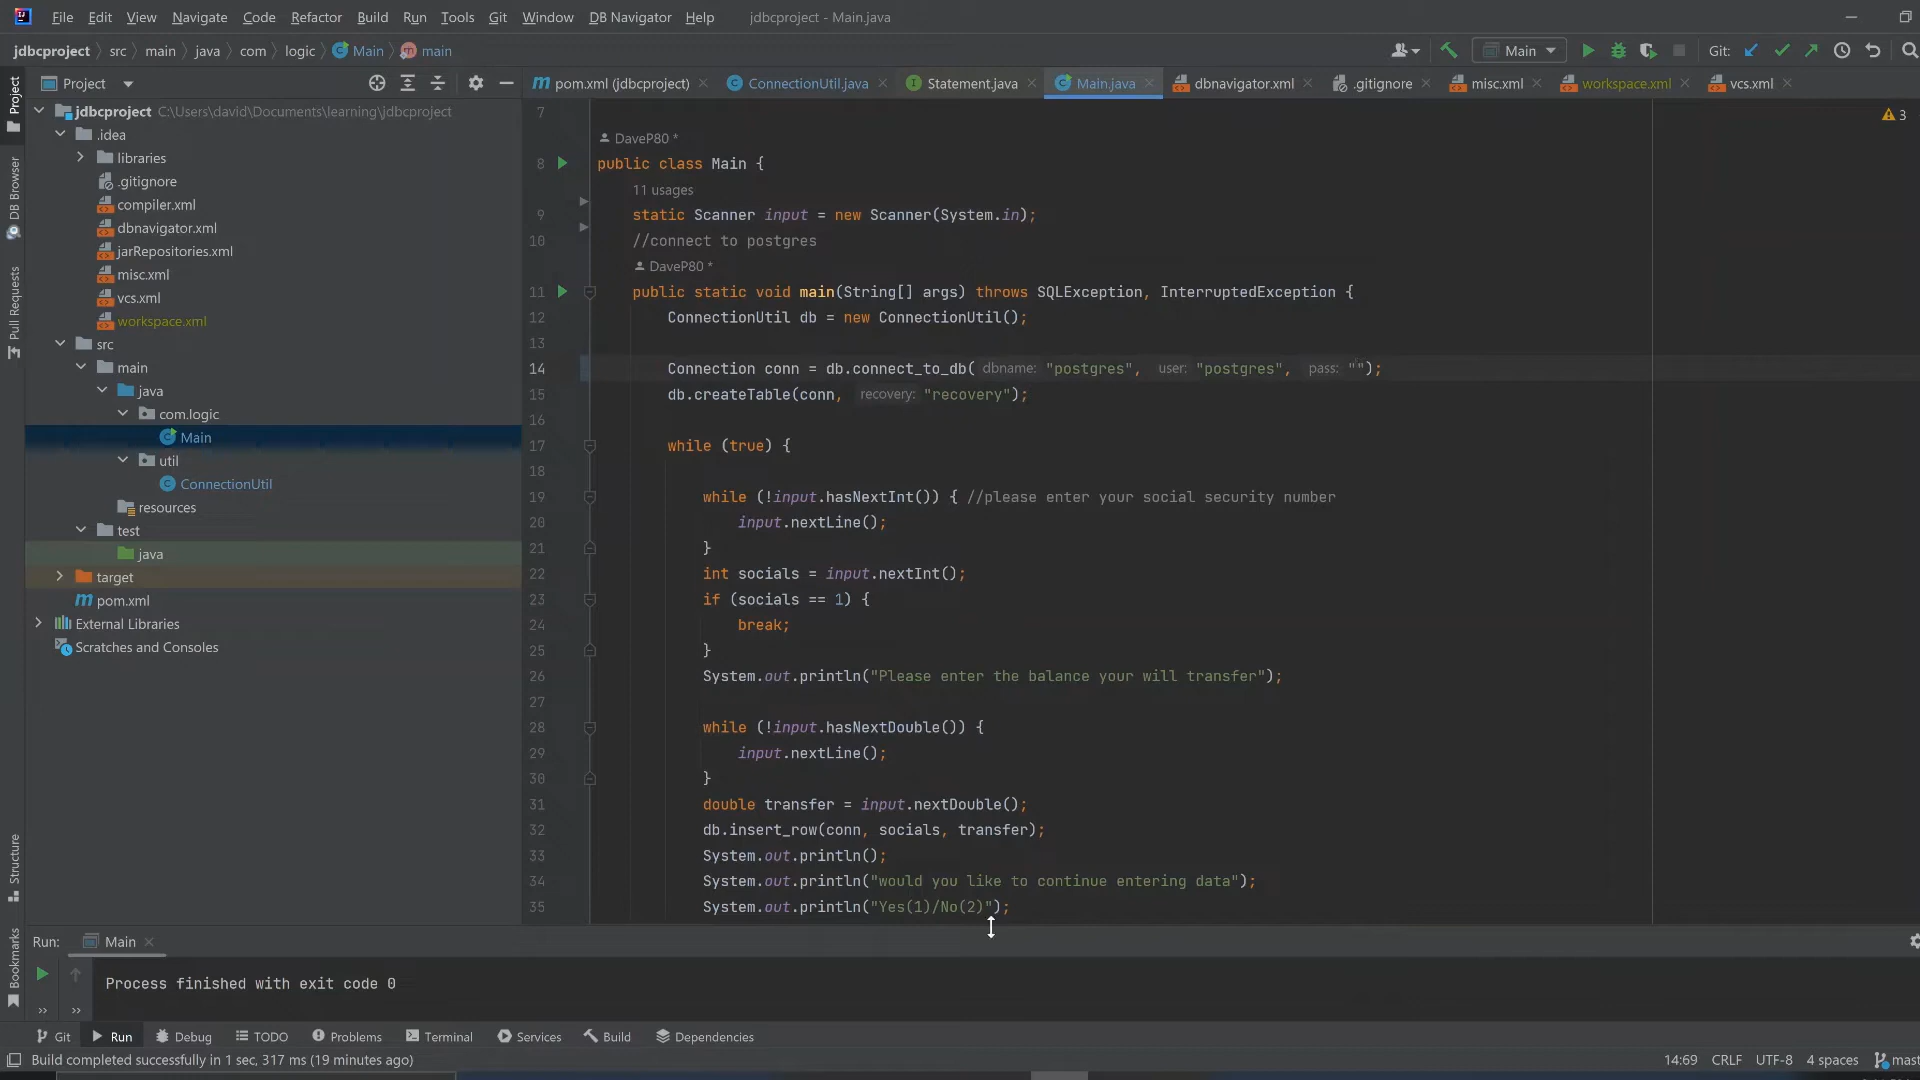 File Edit View Navigate Code Refactor Build Run Tools Git Window DB Navigator Help jdbcproject - Main.java
jdbcproject src main java com logic Main main Main Git:
Project
pom.xml (jdbcproject) ConnectionUtil.java Statement.java Main.java dbnavigator.xml .gitignore misc.xml workspace.xml vcs.xml
Project
DB Browser
Pull Requests
Structure
Bookmarks
jdbcproject C:\Users\david\Documents\learning\jdbcproject
.idea
libraries
.gitignore
compiler.xml
dbnavigator.xml
jarRepositories.xml
misc.xml
vcs.xml
workspace.xml
src
main
java
com.logic
Main
util
ConnectionUtil
resources
test
java
target
pom.xml
External Libraries
Scratches and Consoles
3
7
DaveP80 *
8 public class Main {
11 usages
9 static Scanner input = new Scanner(System.in);
10 //connect to postgres
DaveP80 *
11 public static void main(String[] args) throws SQLException, InterruptedException {
12 ConnectionUtil db = new ConnectionUtil();
13
14 Connection conn = db.connect_to_db( dbname: "postgres", user: "postgres", pass: "");
15 db.createTable(conn, recovery: "recovery");
16
17 while (true) {
18
19 while (!input.hasNextInt()) { //please enter your social security number
20 input.nextLine();
21 }
22 int socials = input.nextInt();
23 if (socials == 1) {
24 break;
25 }
26 System.out.println("Please enter the balance your will transfer");
27
28 while (!input.hasNextDouble()) {
29 input.nextLine();
30 }
31 double transfer = input.nextDouble();
32 db.insert_row(conn, socials, transfer);
33 System.out.println();
34 System.out.println("would you like to continue entering data");
35 System.out.println("Yes(1)/No(2)");
Run: Main
Process finished with exit code 0
Git Run Debug TODO Problems Terminal Services Build Dependencies
Build completed successfully in 1 sec, 317 ms (19 minutes ago) 14:69 CRLF UTF-8 4 spaces mast